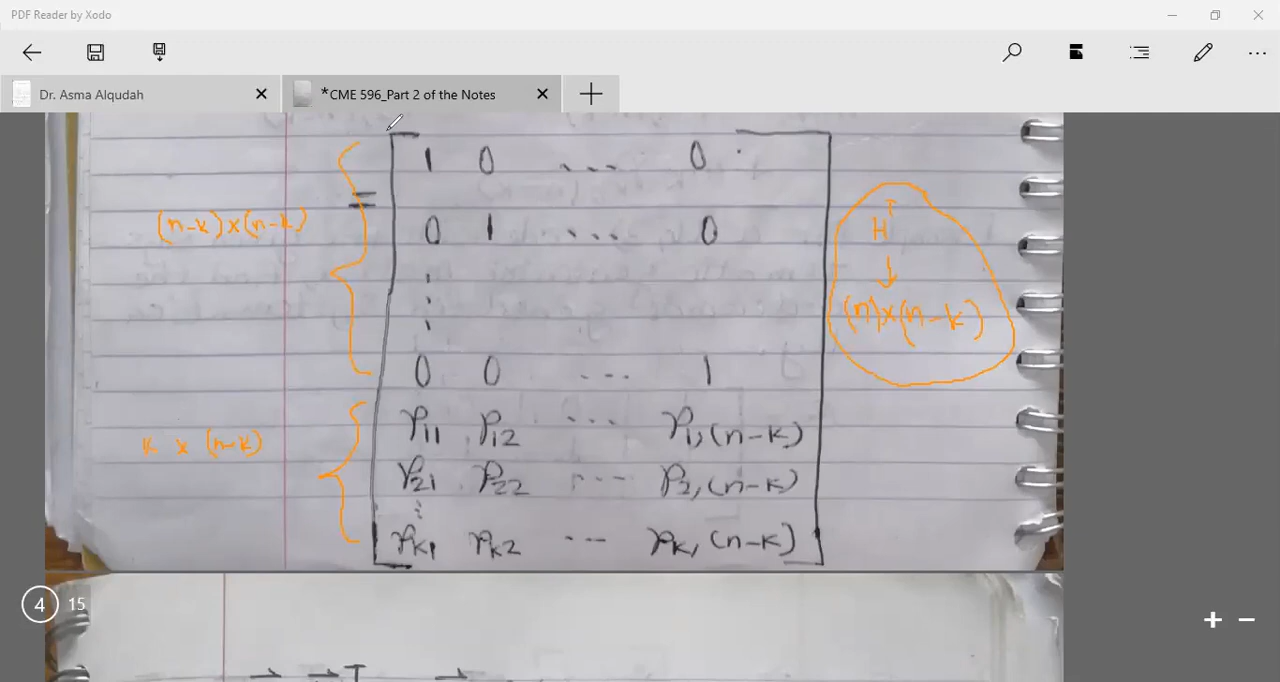 PDF Reader by Xodo
Dr. Asma Alqudah
*CME 596_Part 2 of the Notes
1 0 ... 0
(n-k)×(n-k)
=
0 1 ... 0
⋮
0 0 ... 1
H^T
↓
(n)×(n-k)
P11 P12 ... P1,(n-k)
k × (n-k)
P21 P22 ... P2,(n-k)
⋮
Pk1 Pk2 ... Pk,(n-k)
4 15